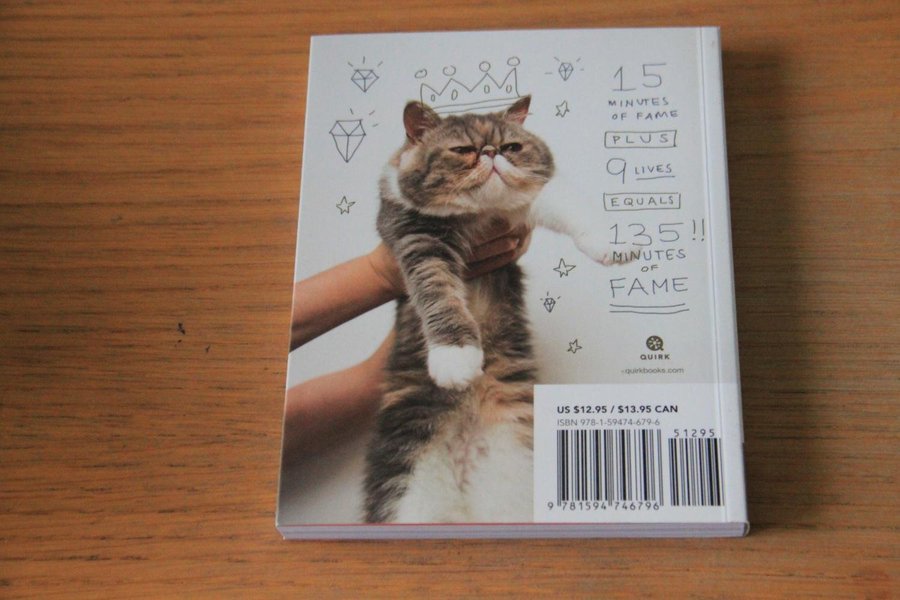 15
MINUTES
OF FAME
PLUS
9 LIVES
EQUALS
135!!
MINUTES
OF
FAME
QUIRK
quirkbooks.com
US $12.95 / $13.95 CAN
ISBN 978-1-59474-679-6
51295
9 781594 746796